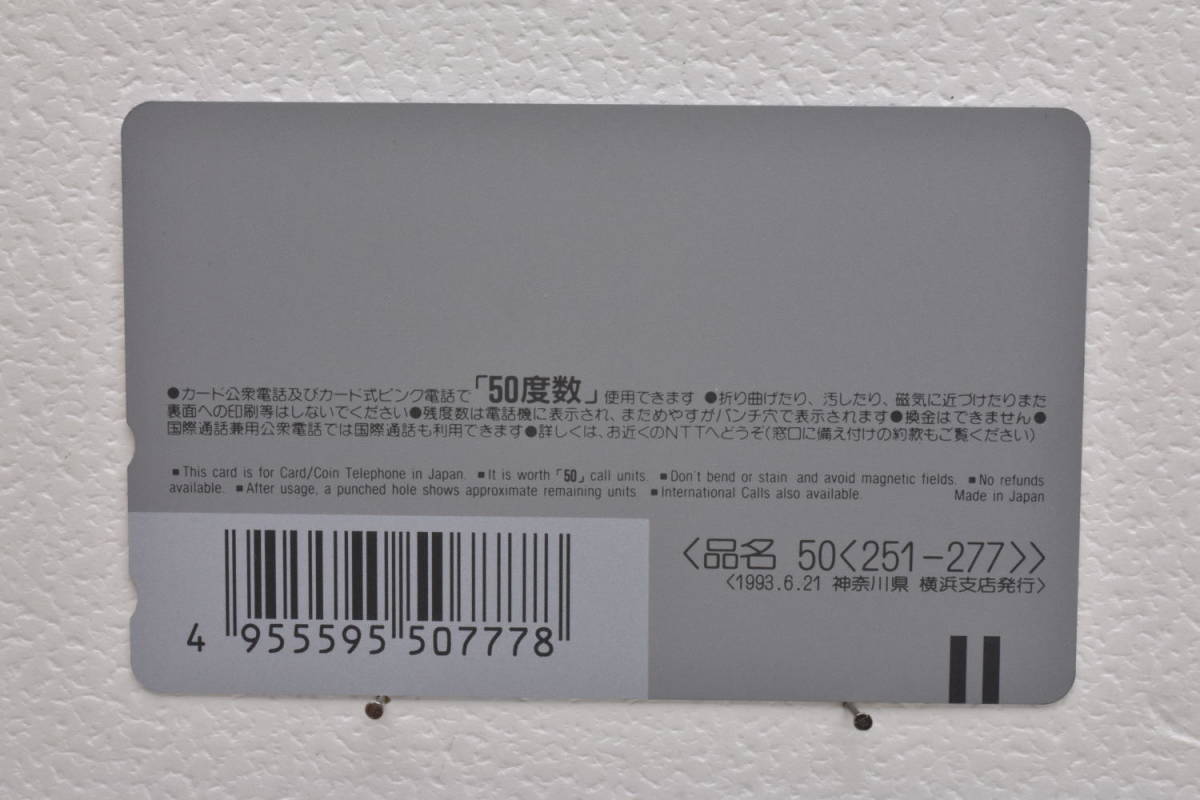 ●カード公衆電話及びカード式ピンク電話で「50度数」使用できます ●折り曲げたり、汚したり、磁気に近づけたりまた
裏面への印刷等はしないでください●残度数は電話機に表示され、まためやすがパンチ穴で表示されます●換金はできません●
国際通話兼用公衆電話では国際通話も利用できます●詳しくは、お近くのNTTへどうぞ(窓口に備え付けの約款もご覧ください)
■This card is for Card/Coin Telephone in Japan. ■It is worth「50」call units. ■Don't bend or stain and avoid magnetic fields. ■No refunds
available. ■After usage, a punched hole shows approximate remaining units. ■International Calls also available. Made in Japan
〈品名 50〈251-277〉〉
〈1993.6.21 神奈川県 横浜支店発行〉
4 955595 507778